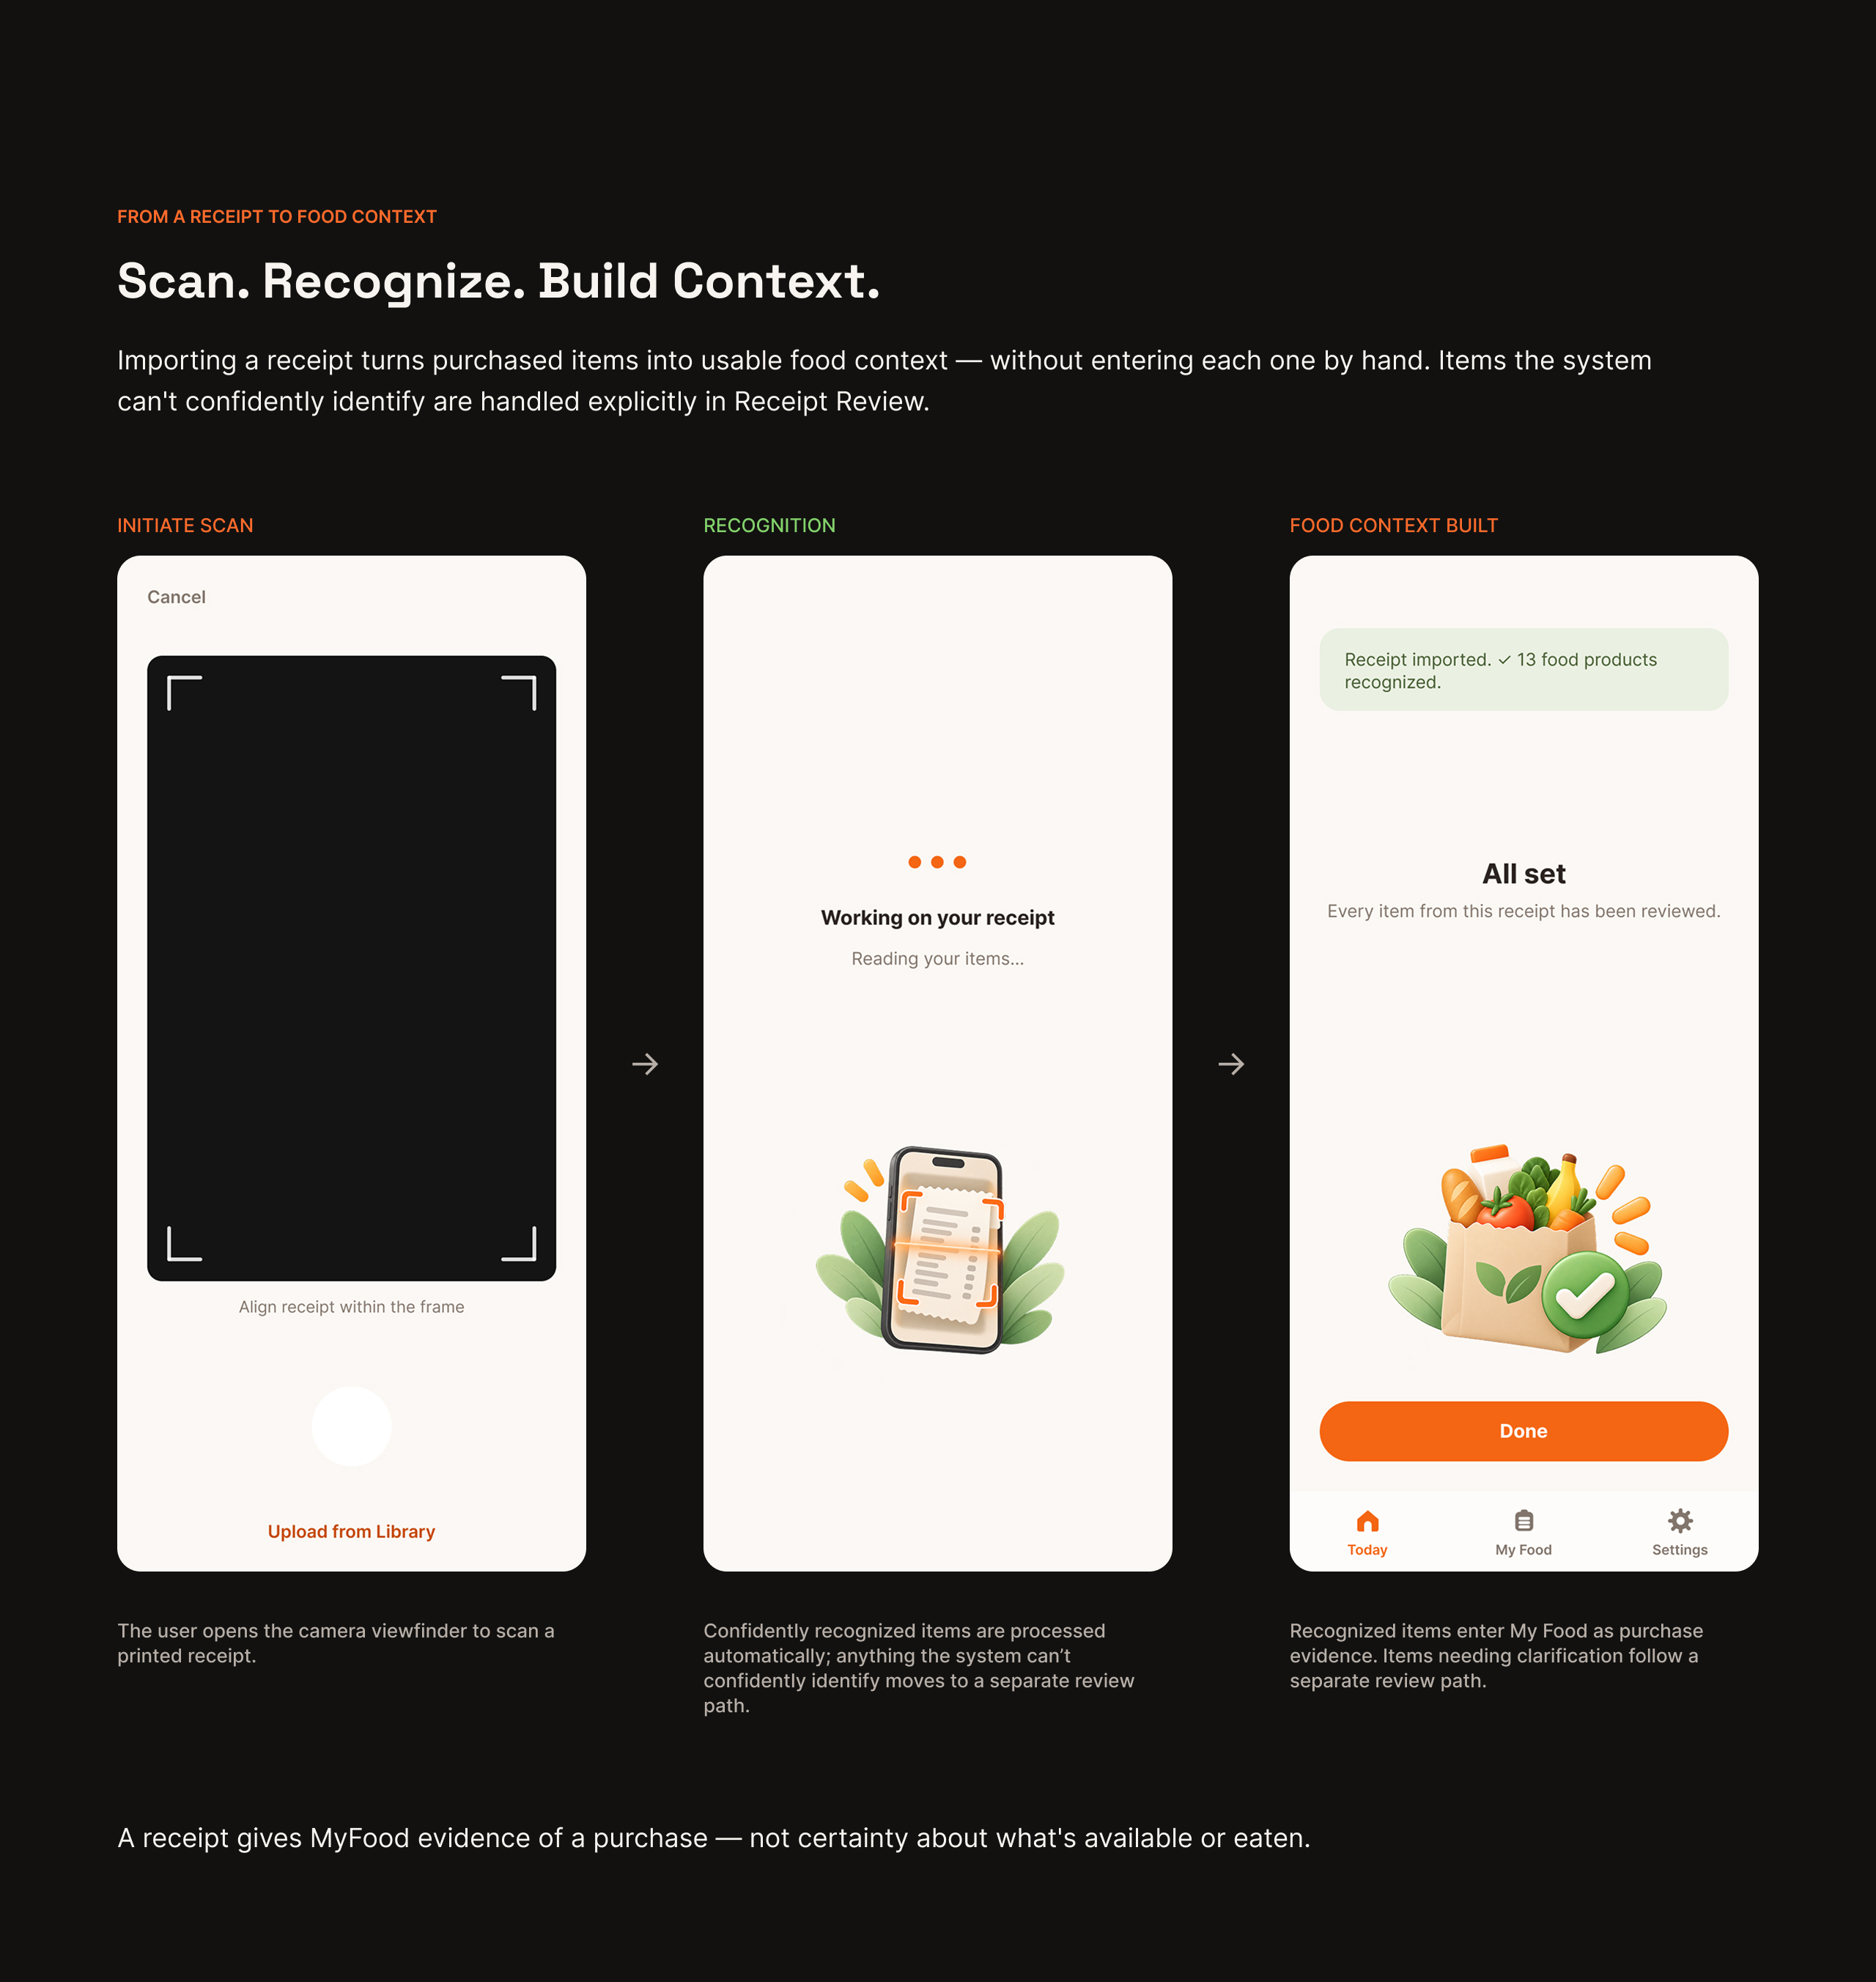 FROM A RECEIPT TO FOOD CONTEXT
Scan. Recognize. Build Context.
Importing a receipt turns purchased items into usable food context — without entering each one by hand. Items the system
can't confidently identify are handled explicitly in Receipt Review.
INITIATE SCAN
Cancel
Align receipt within the frame
Upload from Library
The user opens the camera viewfinder to scan a
printed receipt.
RECOGNITION
Working on your receipt
Reading your items...
Confidently recognized items are processed
automatically; anything the system can’t
confidently identify moves to a separate review
path.
FOOD CONTEXT BUILT
Receipt imported. ✓ 13 food products
recognized.
All set
Every item from this receipt has been reviewed.
Done
Today
My Food
Settings
Recognized items enter My Food as purchase
evidence. Items needing clarification follow a
separate review path.
A receipt gives MyFood evidence of a purchase — not certainty about what's available or eaten.